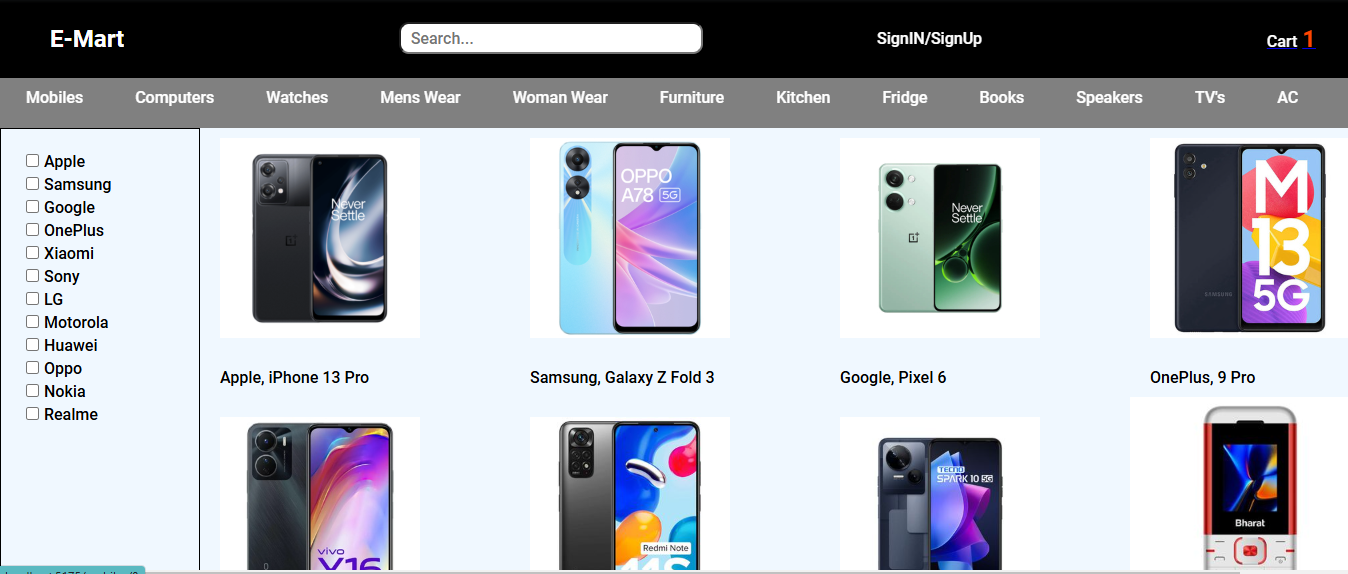 E-Mart
Search...
SignIN/SignUp
Cart 1
Mobiles Computers Watches Mens Wear Woman Wear Furniture Kitchen Fridge Books Speakers TV's AC
Apple
Samsung
Google
OnePlus
Xiaomi
Sony
LG
Motorola
Huawei
Oppo
Nokia
Realme
Never
Settle
OPPO
A78 5G
Never
Settle
SAMSUNG
M
13
5G
Apple, iPhone 13 Pro
Samsung, Galaxy Z Fold 3
Google, Pixel 6
OnePlus, 9 Pro
vivo
Y16
Redmi Note
TECNO
SPARK 10 5G
Bharat